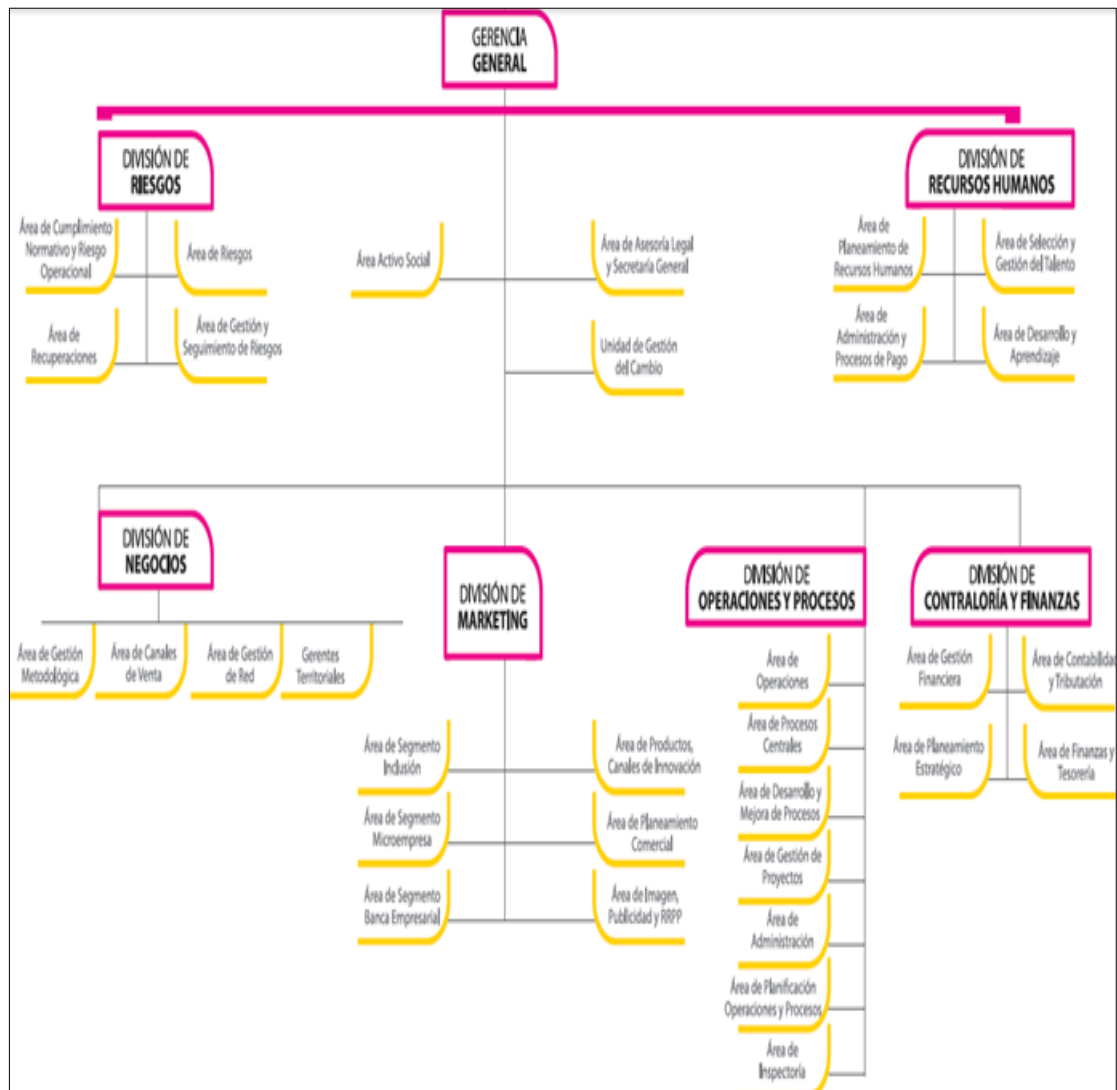 GERENCIA
GENERAL
DIVISIÓN DE
RIESGOS
Área de Cumplimiento
Normativo y Riesgo
Operacional
Área de Riesgos
Área de
Recuperaciones
Área de Gestión y
Seguimiento de Riesgos
Área Activo Social
Área de Asesoría Legal
y Secretaría General
Unidad de Gestión
del Cambio
DIVISIÓN DE
RECURSOS HUMANOS
Área de
Planeamiento de
Recursos Humanos
Área de Selección y
Gestión del Talento
Área de
Administración y
Procesos de Pago
Área de Desarrollo y
Aprendizaje
DIVISIÓN DE
NEGOCIOS
Área de Gestión
Metodológica
Área de Canales
de Venta
Área de Gestión
de Red
Gerentes
Territoriales
DIVISIÓN DE
MARKETING
Área de Segmento
Inclusión
Área de Productos,
Canales de Innovación
Área de Segmento
Microempresa
Área de Planeamiento
Comercial
Área de Segmento
Banca Empresarial
Área de Imagen,
Publicidad y RRPP
DIVISIÓN DE
OPERACIONES Y PROCESOS
Área de
Operaciones
Área de Procesos
Centrales
Área de Desarrollo y
Mejora de Procesos
Área de Gestión de
Proyectos
Área de
Administración
Área de Planificación
Operaciones y Procesos
Área de
Inspectoría
DIVISIÓN DE
CONTRALORÍA Y FINANZAS
Área de Gestión
Financiera
Área de Contabilidad
y Tributación
Área de Planeamiento
Estratégico
Área de Finanzas y
Tesorería